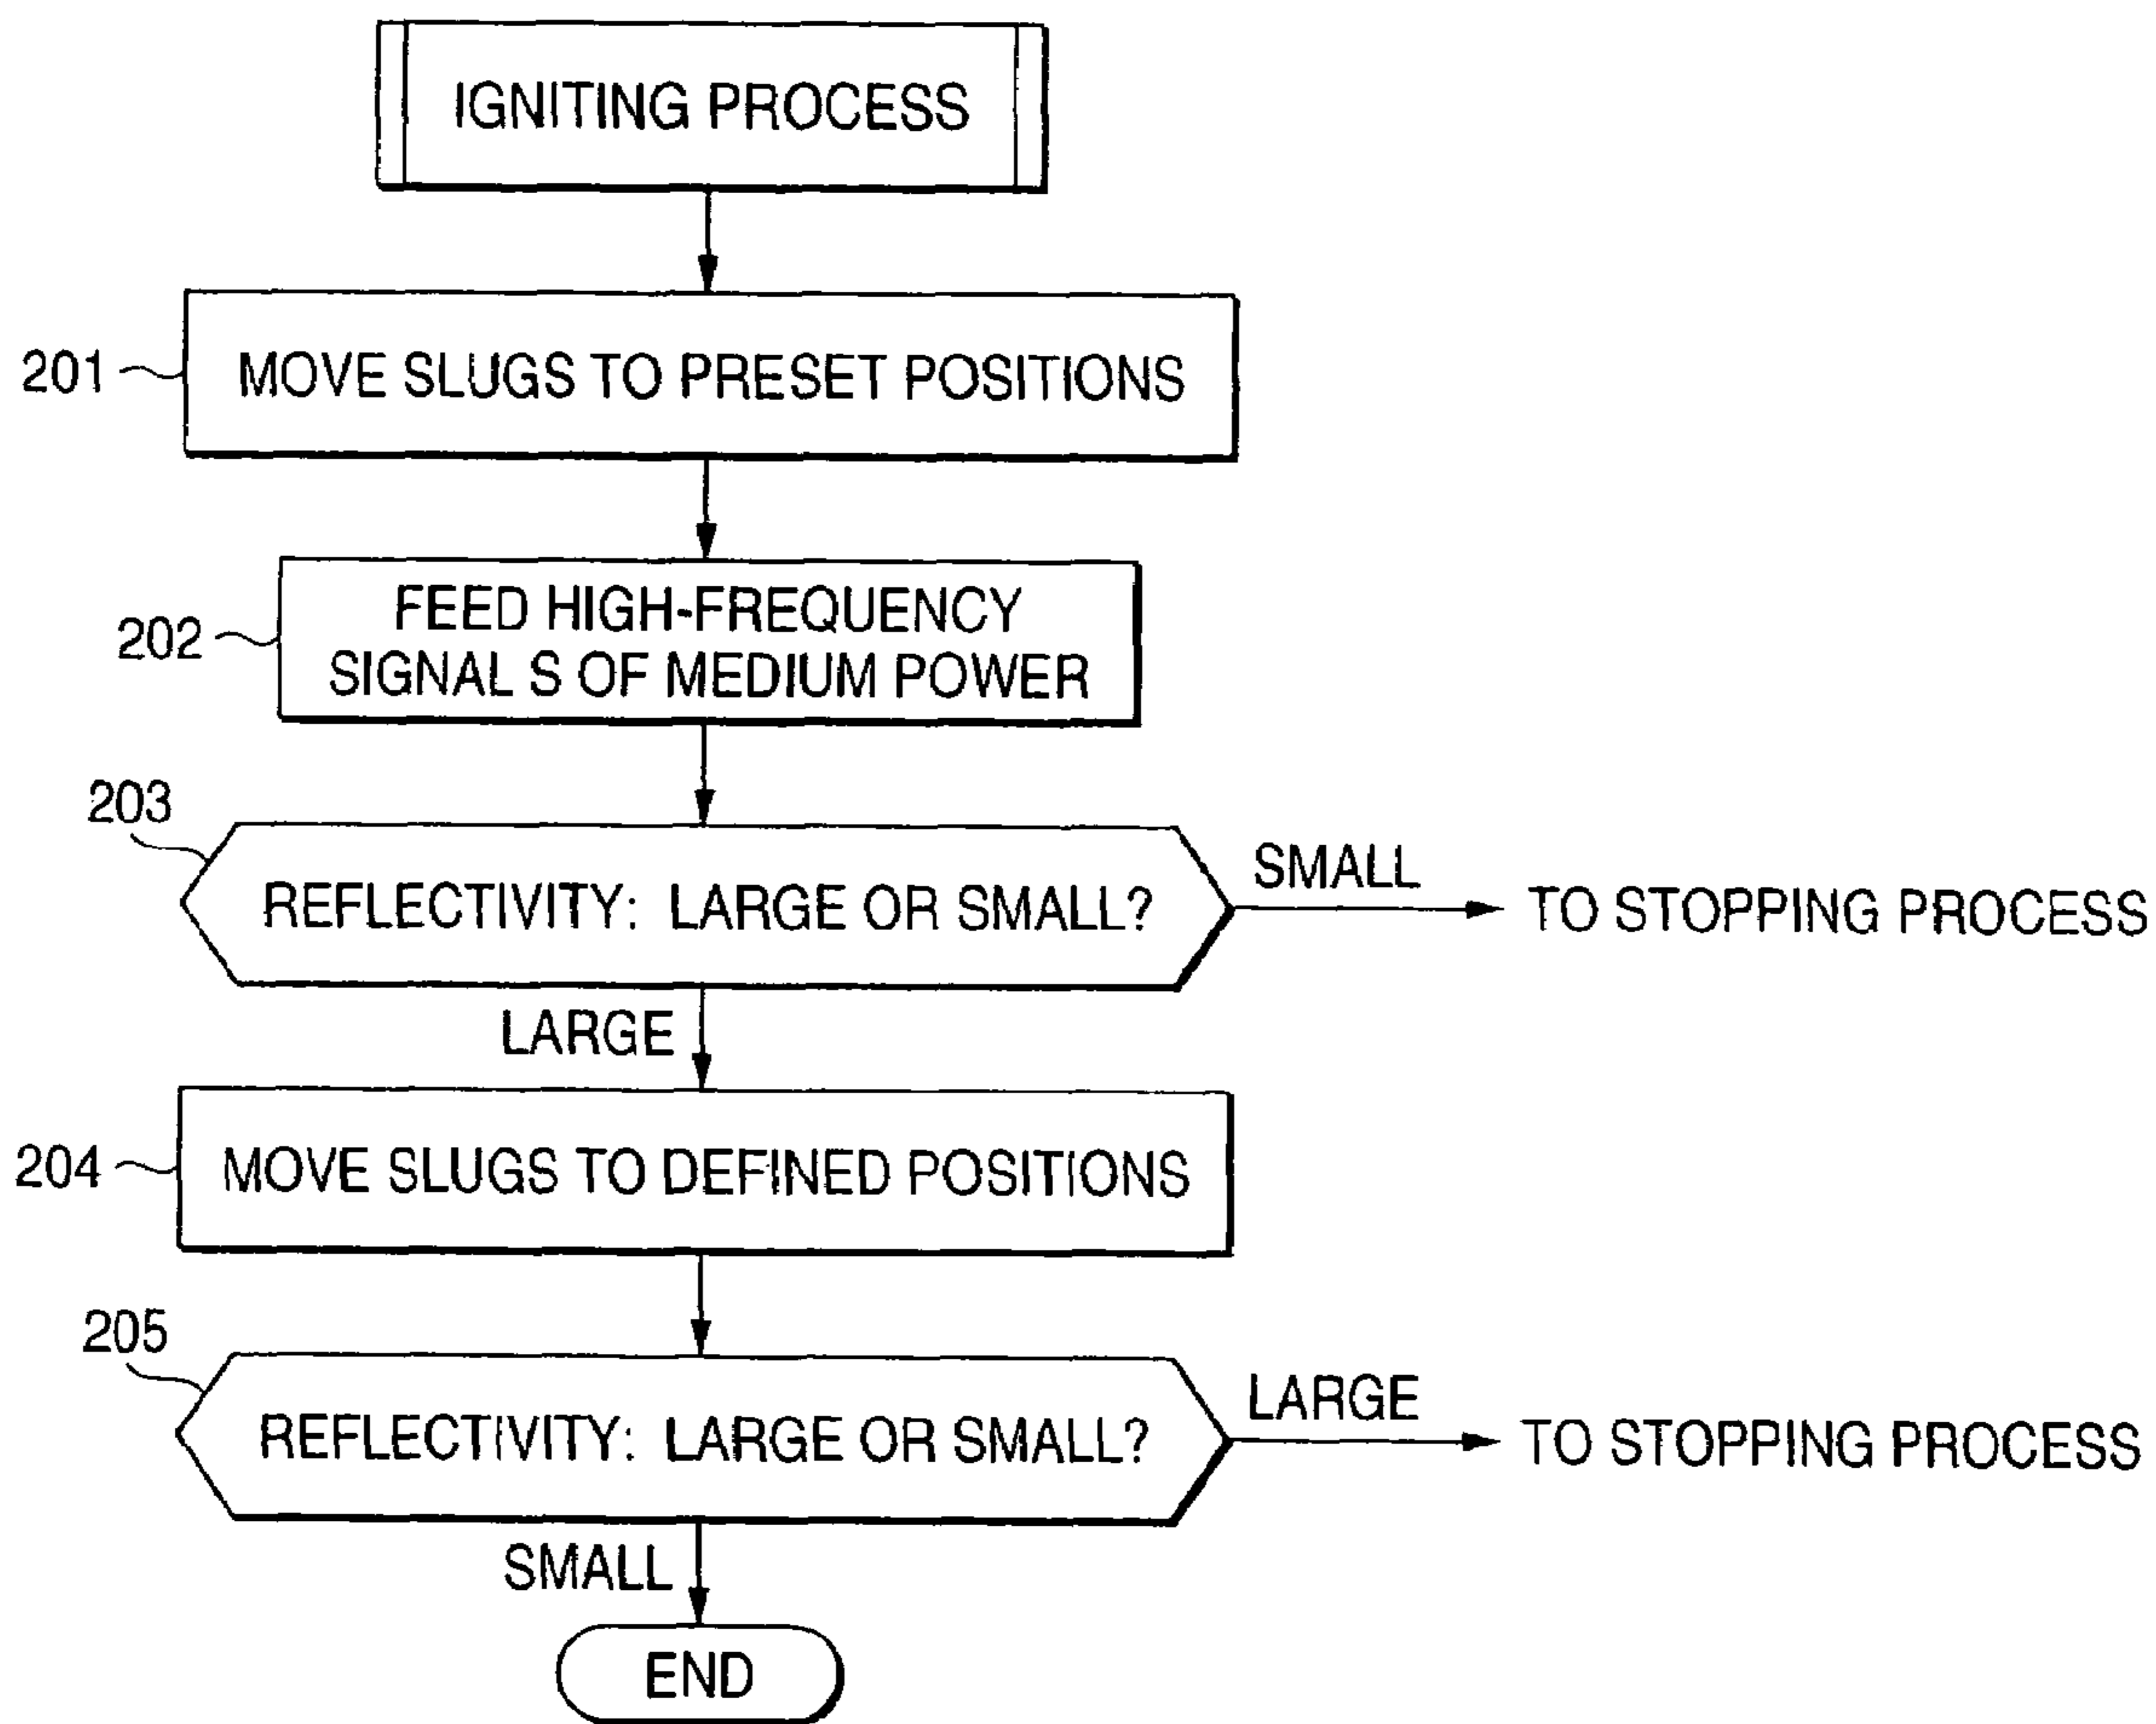 IGNITING PROCESS
201
MOVE SLUGS TO PRESET POSITIONS
202
FEED HIGH-FREQUENCY
SIGNAL S OF MEDIUM POWER
203
REFLECTIVITY: LARGE OR SMALL?
SMALL
TO STOPPING PROCESS
LARGE
204
MOVE SLUGS TO DEFINED POSITIONS
205
REFLECTIVITY: LARGE OR SMALL?
LARGE
TO STOPPING PROCESS
SMALL
END